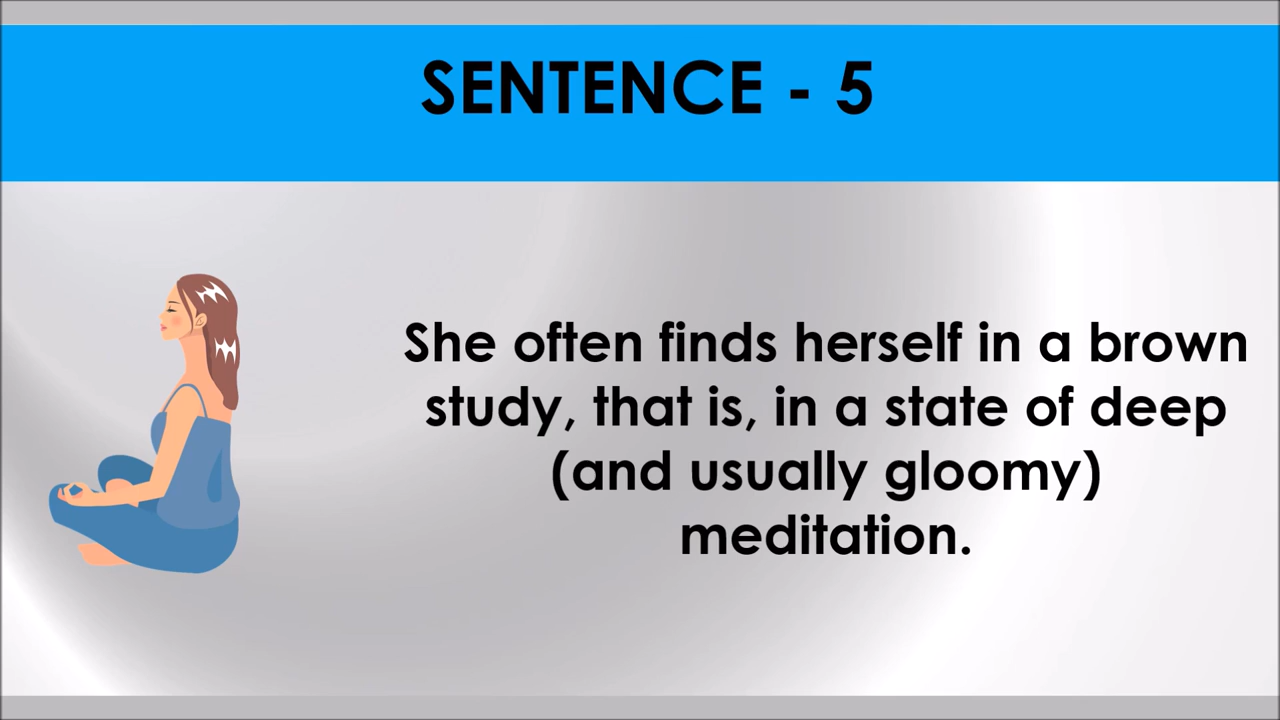 SENTENCE - 5
She often finds herself in a brown
study, that is, in a state of deep
(and usually gloomy)
meditation.